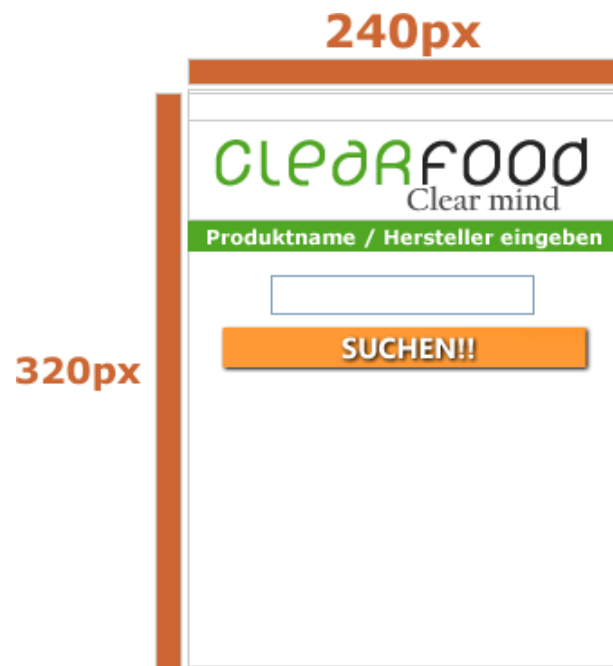 240px
CLEARFOOD
Clear mind
Produktname / Hersteller eingeben
SUCHEN!!
320px